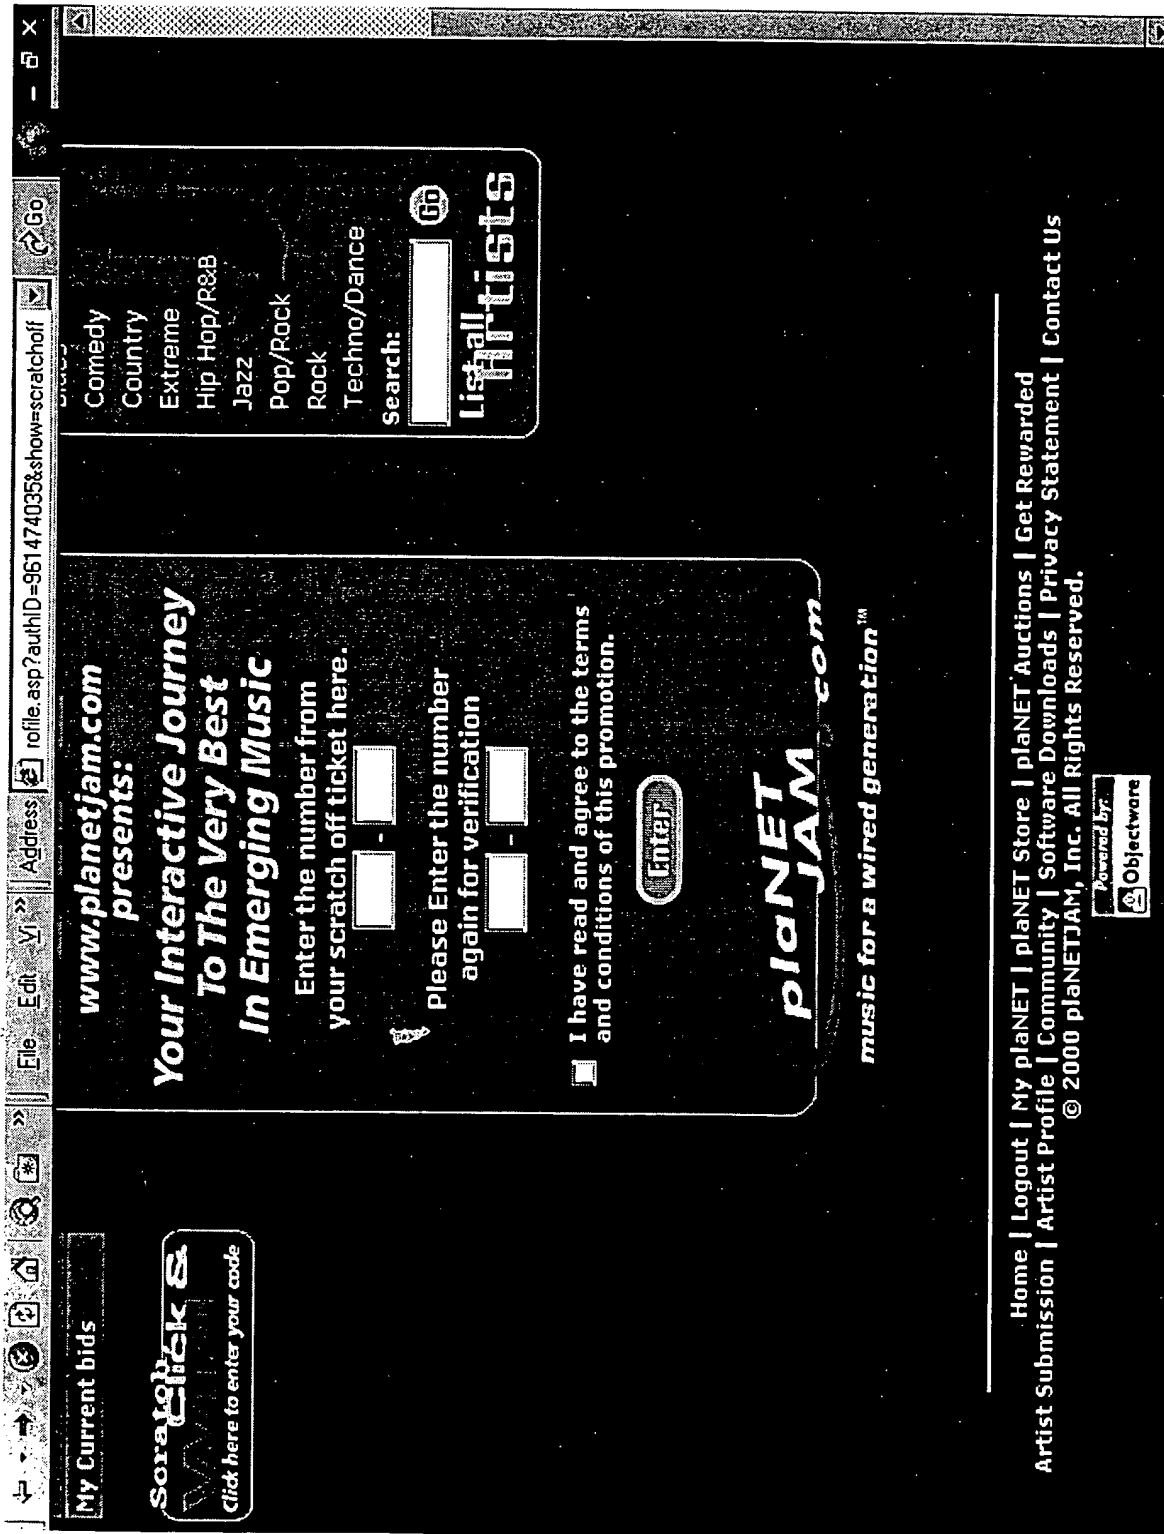 File Edit Vi >> Address rofile.asp?authID=961474035&show=scratchoff Go
My Current bids
Scratch,
Click &
Win!
Click here to enter your code
www.planetjam.com
presents:
Your Interactive Journey
To The Very Best
In Emerging Music
Enter the number from
your scratch off ticket here.
-
Please Enter the number
again for verification
-
I have read and agree to the terms
and conditions of this promotion.
Enter
plaNET
JAM .com
music for a wired generation™
Comedy
Country
Extreme
Hip Hop/R&B
Jazz
Pop/Rock
Rock
Techno/Dance
Search:
Go
List all
Artists
Home | Logout | My plaNET | plaNET Store | plaNET Auctions | Get Rewarded
Artist Submission | Artist Profile | Community | Software Downloads | Privacy Statement | Contact Us
© 2000 plaNETJAM, Inc. All Rights Reserved.
Powered by:
Objectware